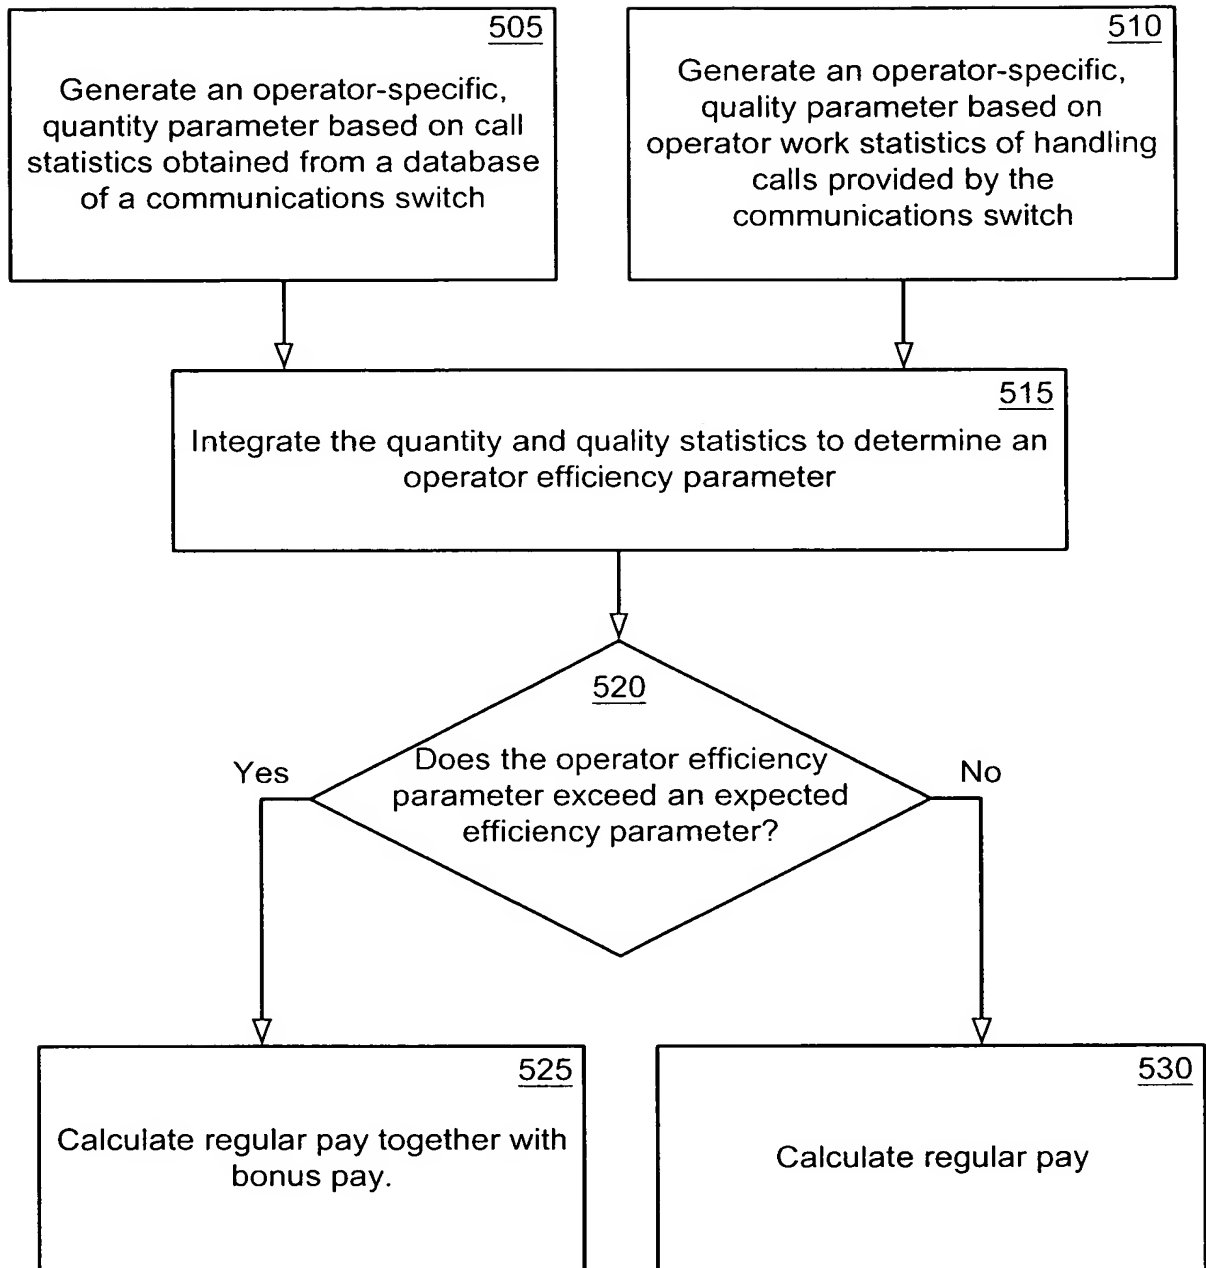 505
Generate an operator-specific,
quantity parameter based on call
statistics obtained from a database
of a communications switch
510
Generate an operator-specific,
quality parameter based on
operator work statistics of handling
calls provided by the
communications switch
515
Integrate the quantity and quality statistics to determine an
operator efficiency parameter
520
Does the operator efficiency
parameter exceed an expected
efficiency parameter?
Yes
No
525
Calculate regular pay together with
bonus pay.
530
Calculate regular pay